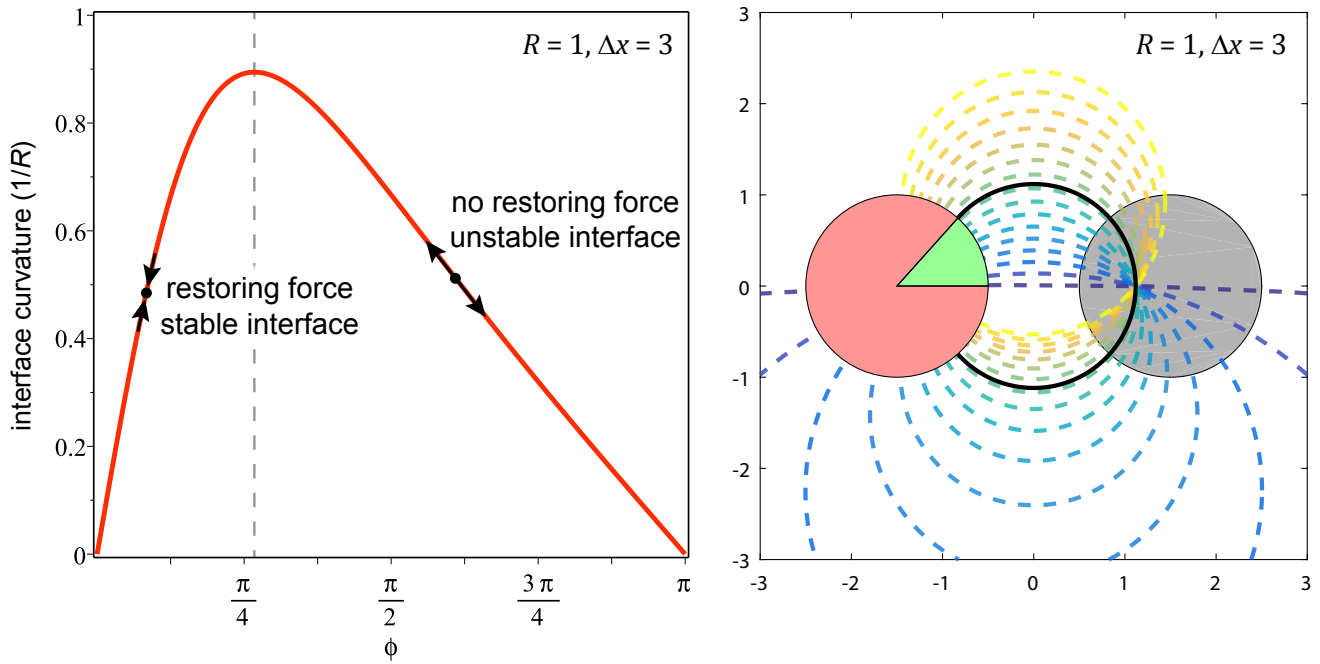 R = 1, Δx = 3
interface curvature (1/R)
1
0.8
0.6
0.4
0.2
0
no restoring force
unstable interface
restoring force
stable interface
π/4
π/2
3π/4
π
ϕ
R = 1, Δx = 3
3
2
1
0
-1
-2
-3
-3
-2
-1
0
1
2
3